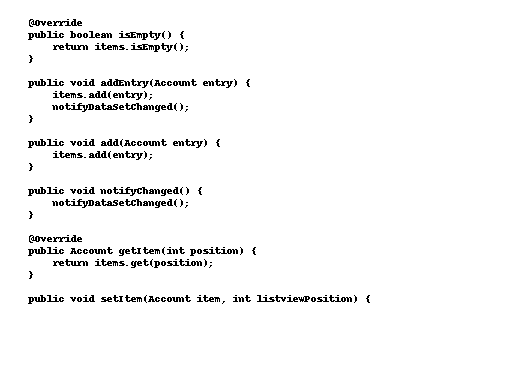 @Override
public boolean isEmpty() {
    return items.isEmpty();
}

public void addEntry(Account entry) {
    items.add(entry);
    notifyDataSetChanged();
}

public void add(Account entry) {
    items.add(entry);
}

public void notifyChanged() {
    notifyDataSetChanged();
}

@Override
public Account getItem(int position) {
    return items.get(position);
}

public void setItem(Account item, int listviewPosition) {